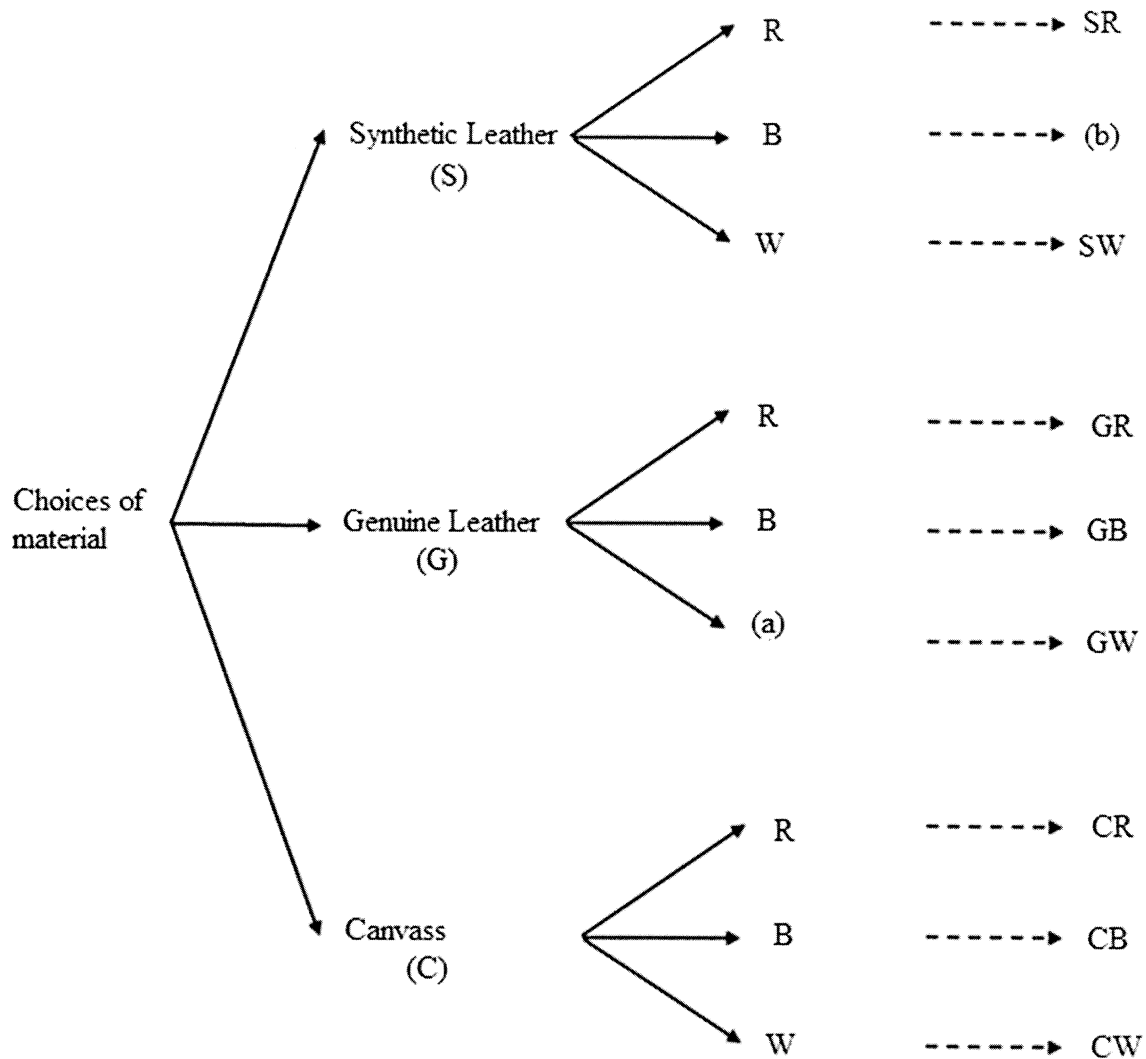 R
SR
Synthetic Leather
(S)
B
(b)
W
SW
Choices of
material
R
GR
Genuine Leather
(G)
B
GB
(a)
GW
R
CR
Canvass
(C)
B
CB
W
CW